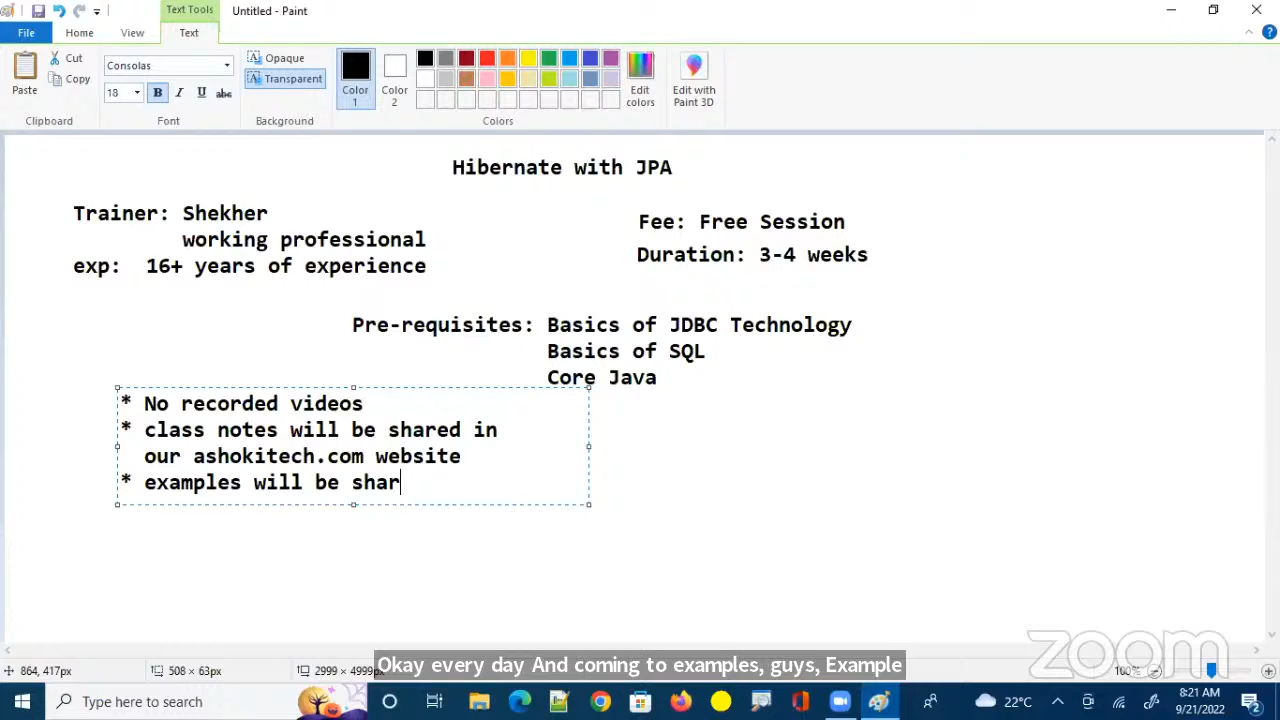 Text Tools
Untitled - Paint
File
Home
View
Text
Paste
Cut
Copy
Clipboard
Consolas
18
B
I
U
abc
Font
Opaque
Transparent
Background
Color
1
Color
2
Edit
colors
Colors
Edit with
Paint 3D
Hibernate with JPA
Trainer: Shekher
working professional
exp: 16+ years of experience
Fee: Free Session
Duration: 3-4 weeks
Pre-requisites: Basics of JDBC Technology
Basics of SQL
Core Java
* No recorded videos
* class notes will be shared in
our ashokitech.com website
* examples will be shar
zoom
Okay every day And coming to examples, guys, Example
864, 417px
508 × 63px
2999 × 4999px
100%
Type here to search
22°C
8:21 AM
9/21/2022
2